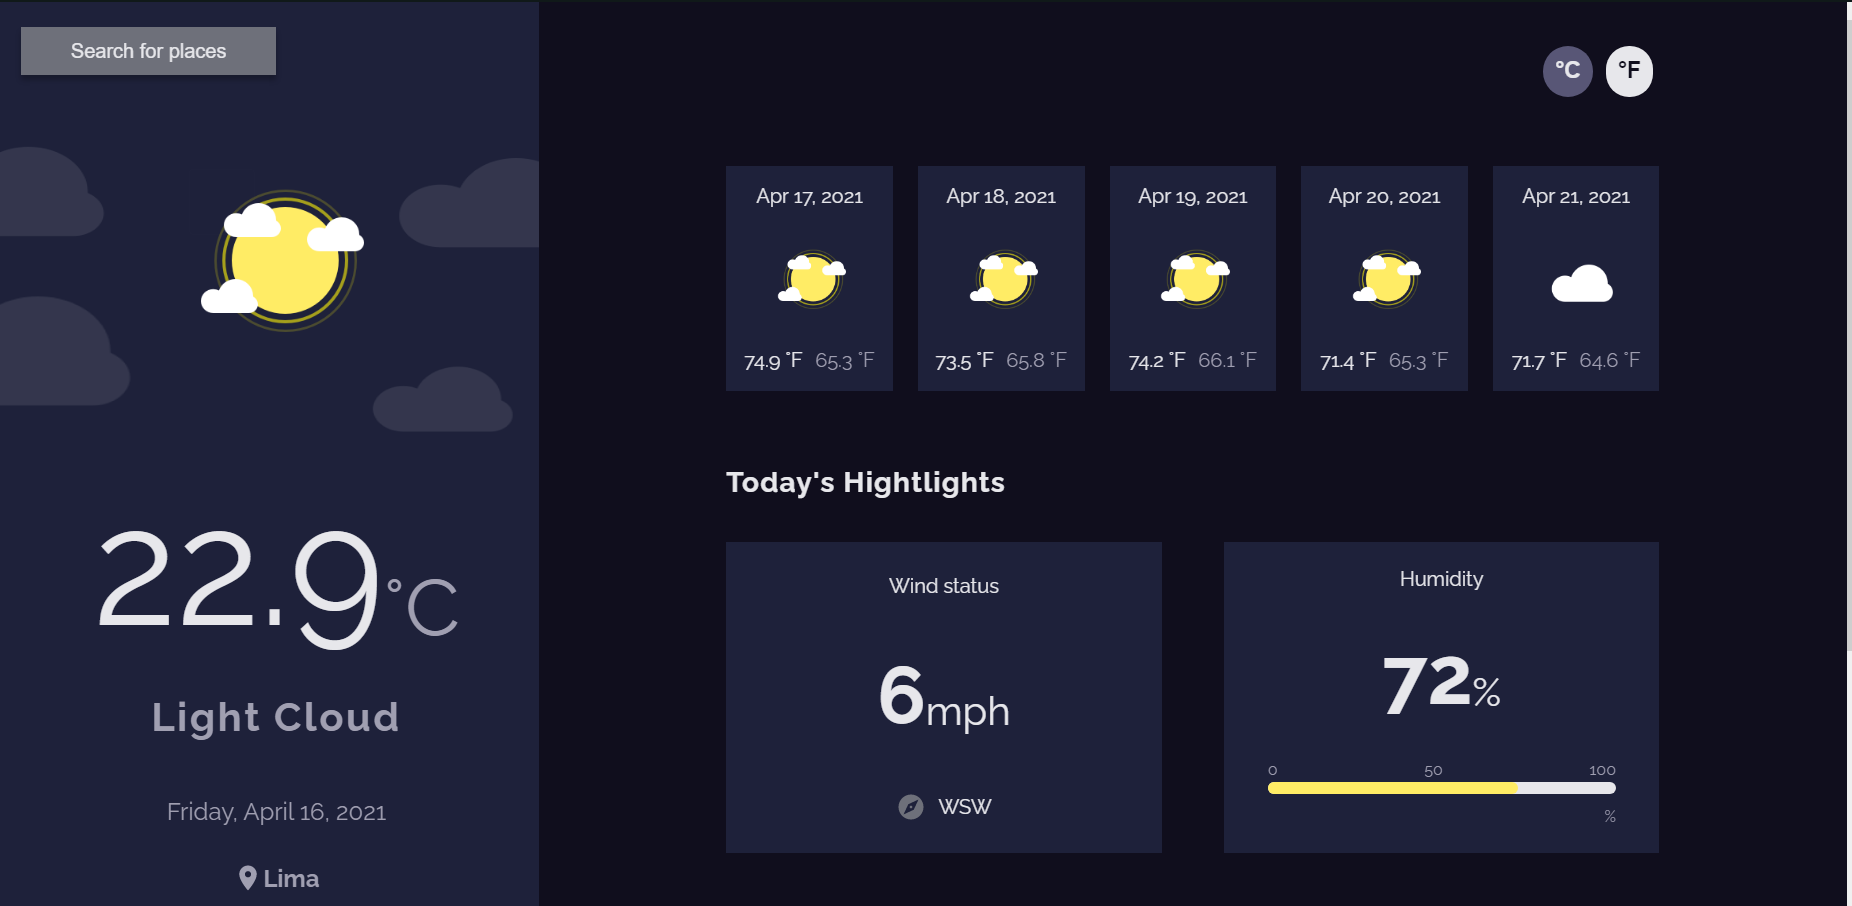 Search for places
22.9°C
Light Cloud
Friday, April 16, 2021
Lima
°C °F
Apr 17, 2021
74.9 °F 65.3 °F
Apr 18, 2021
73.5 °F 65.8 °F
Apr 19, 2021
74.2 °F 66.1 °F
Apr 20, 2021
71.4 °F 65.3 °F
Apr 21, 2021
71.7 °F 64.6 °F
Today's Hightlights
Wind status
6mph
WSW
Humidity
72%
0 50 100
%